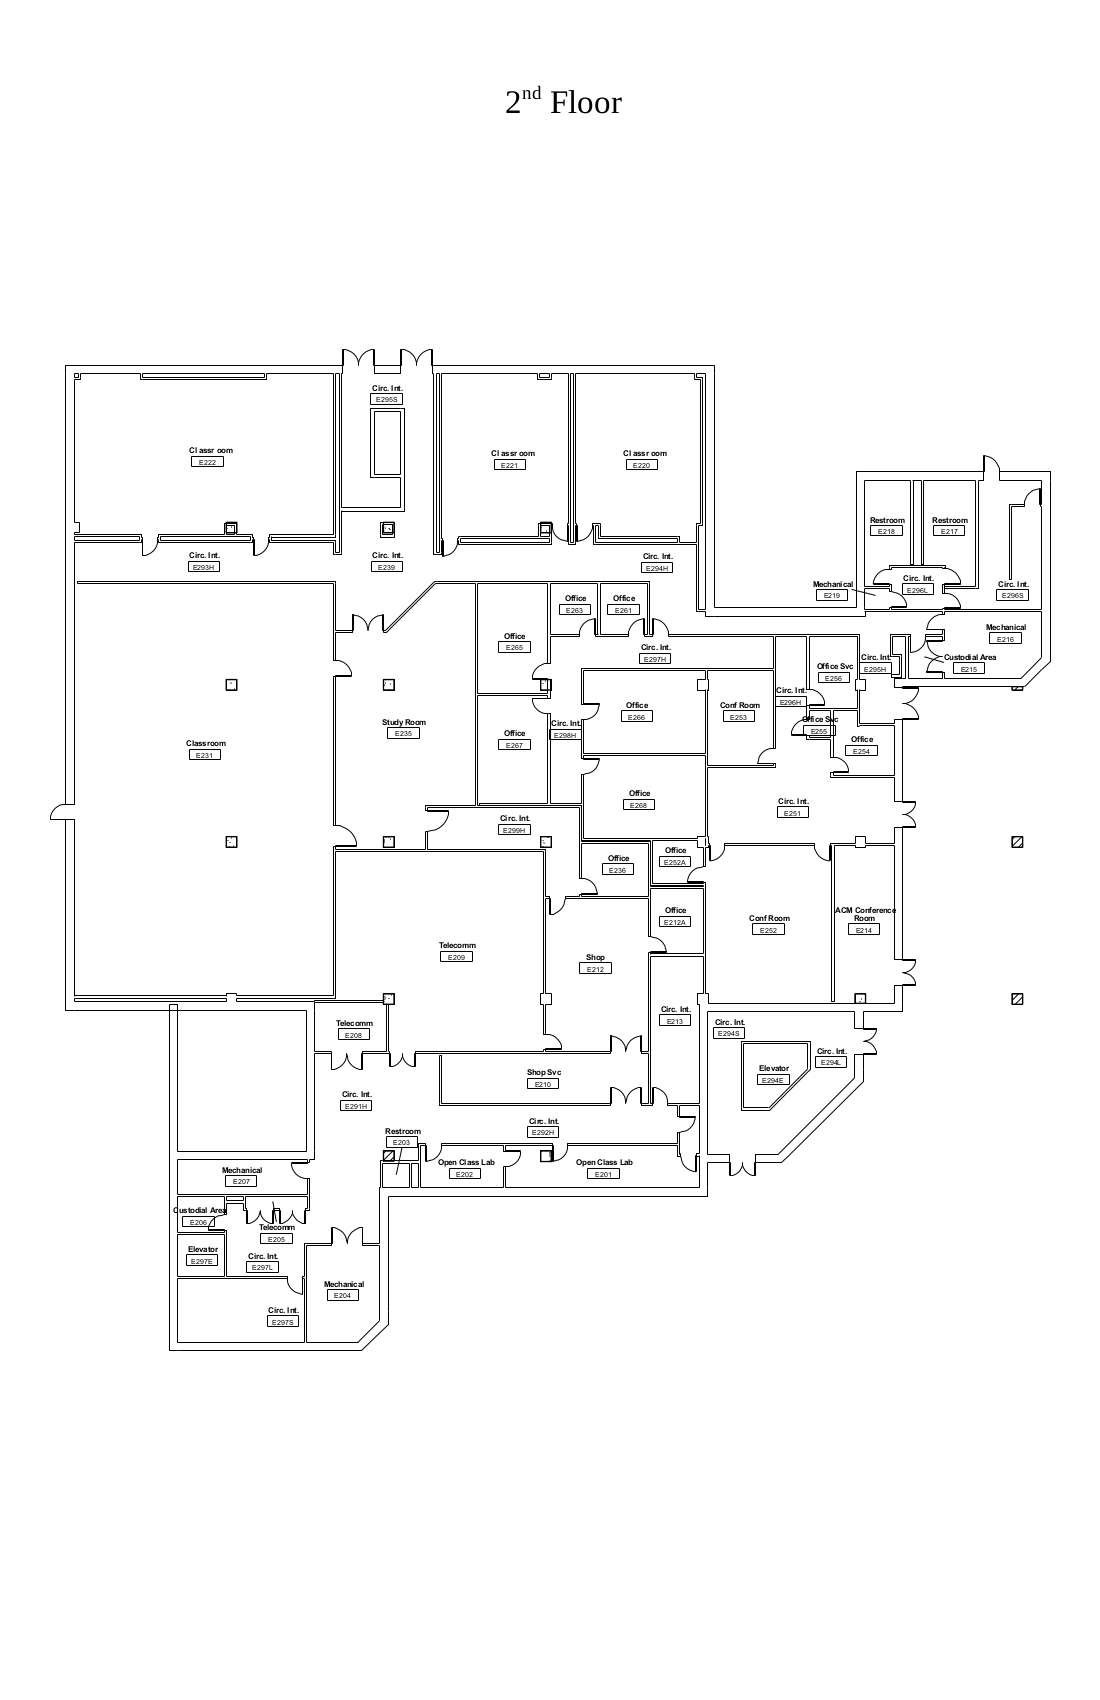 2nd Floor
Circ. Int.
E295S
Classroom
E222
Classroom
E221
Classroom
E220
Restroom
E218
Restroom
E217
Circ. Int.
E293H
Circ. Int.
E239
Circ. Int.
E294H
Mechanical
E219
Circ. Int.
E296L
Circ. Int.
E296S
Office
E263
Office
E261
Office
E265
Circ. Int.
E297H
Mechanical
E216
Circ. Int.
E295H
Custodial Area
E215
Office Svc
E256
Circ. Int.
E296H
Study Room
E235
Office
E266
Conf Room
E253
Circ. Int.
E298H
Office Svc
E255
Office
E267
Office
E254
Classroom
E231
Office
E268
Circ. Int.
E251
Circ. Int.
E299H
Office
E236
Office
E252A
Office
E212A
Conf Room
E252
ACM Conference
Room
E214
Telecomm
E209
Shop
E212
Circ. Int.
E213
Telecomm
E208
Circ. Int.
E294S
Circ. Int.
E294L
Elevator
E294E
Shop Svc
E210
Circ. Int.
E291H
Circ. Int.
E292H
Restroom
E203
Open Class Lab
E202
Open Class Lab
E201
Mechanical
E207
Custodial Area
E206
Telecomm
E205
Elevator
E297E
Circ. Int.
E297L
Mechanical
E204
Circ. Int.
E297S